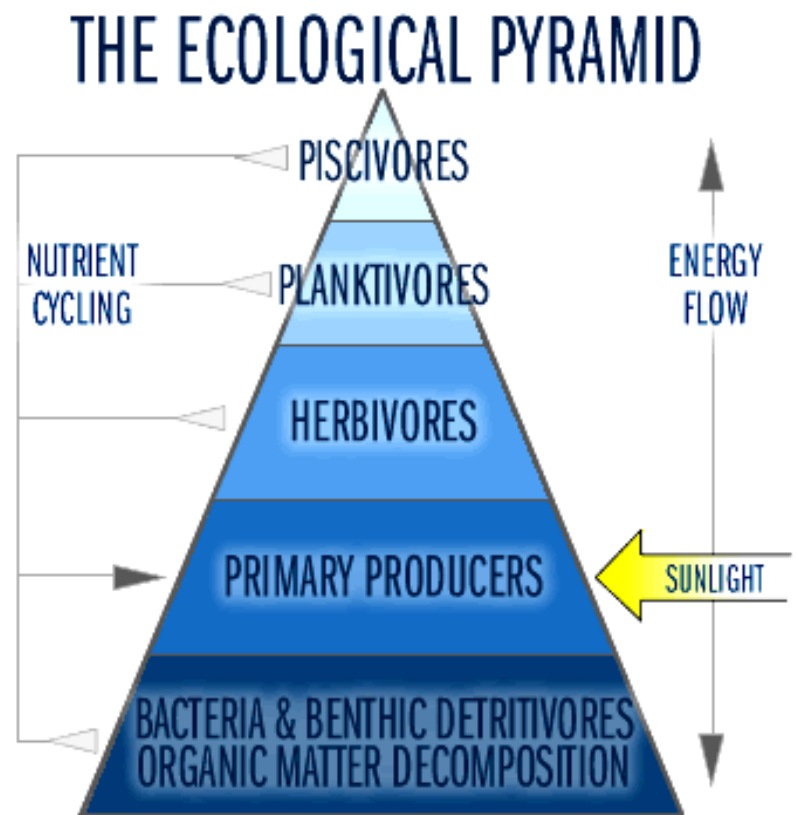 THE ECOLOGICAL PYRAMID
PISCIVORES
NUTRIENT
CYCLING
PLANKTIVORES
ENERGY
FLOW
HERBIVORES
PRIMARY PRODUCERS
SUNLIGHT
BACTERIA & BENTHIC DETRITIVORES
ORGANIC MATTER DECOMPOSITION